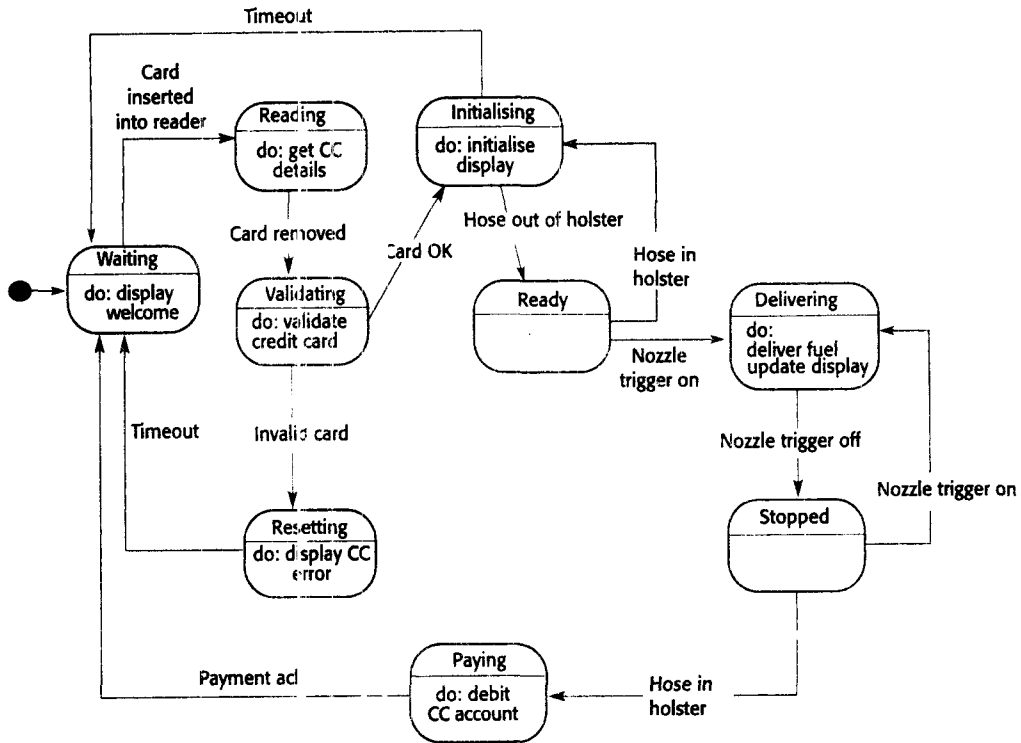 Timeout
Card
inserted
into reader
Reading
do: get CC
details
Initialising
do: initialise
display
Card removed
Card OK
Hose out of holster
Hose in
holster
Waiting
do: display
welcome
Validating
do: validate
credit card
Ready
Delivering
do:
deliver fuel
update display
Nozzle
trigger on
Timeout
Invalid card
Nozzle trigger off
Nozzle trigger on
Resetting
do: display CC
error
Stopped
Paying
do: debit
CC account
Payment
Hose in
holster